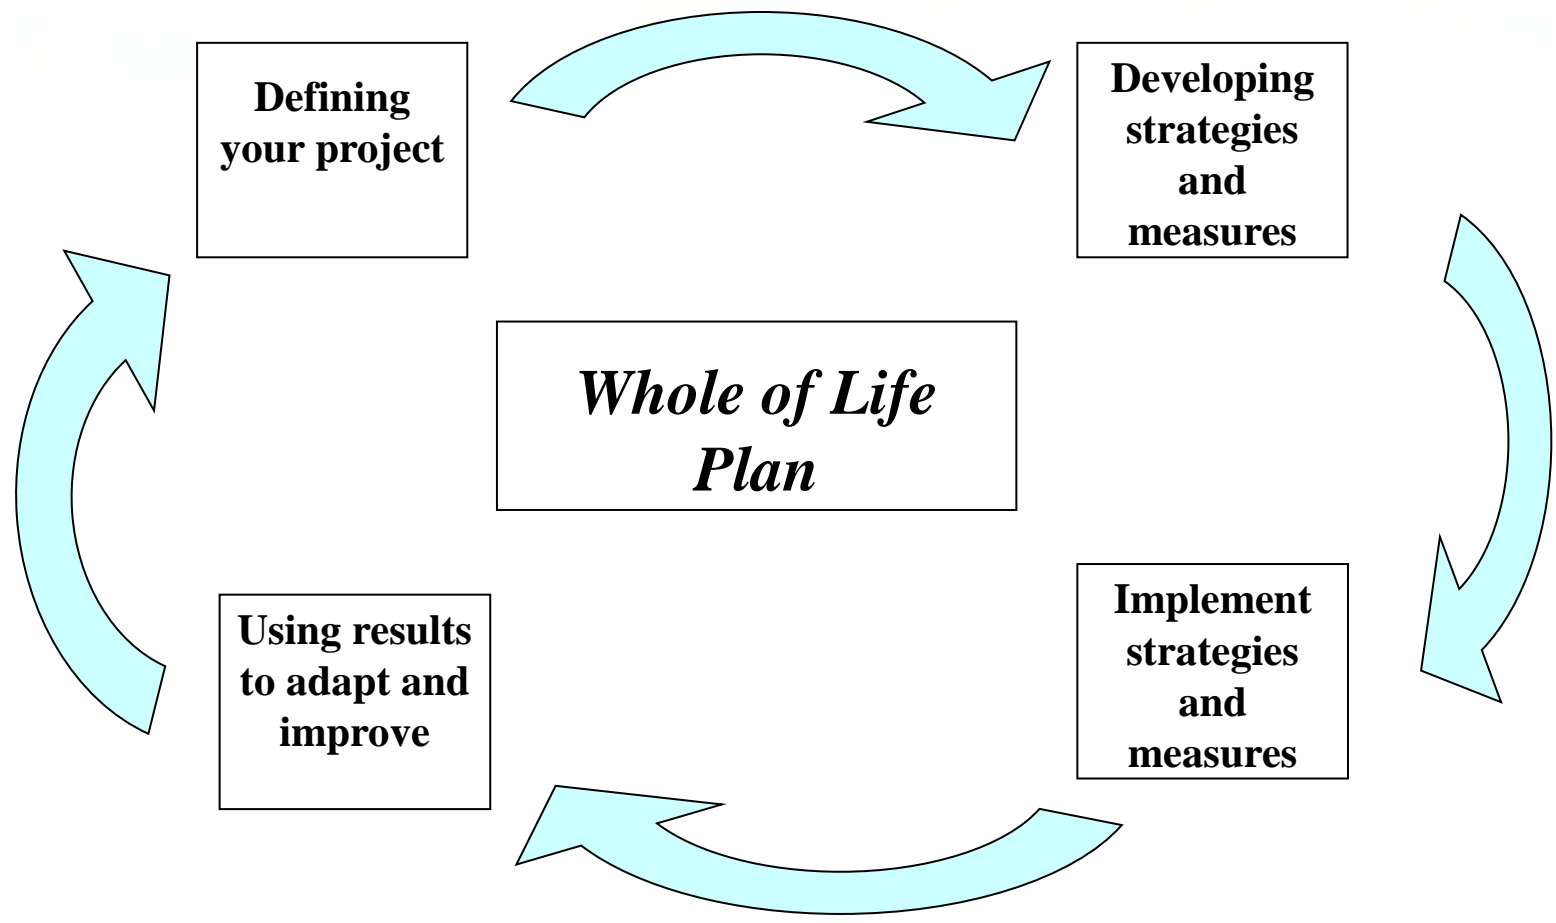 Defining
your project
Developing
strategies
and
measures
Whole of Life
Plan
Using results
to adapt and
improve
Implement
strategies
and
measures